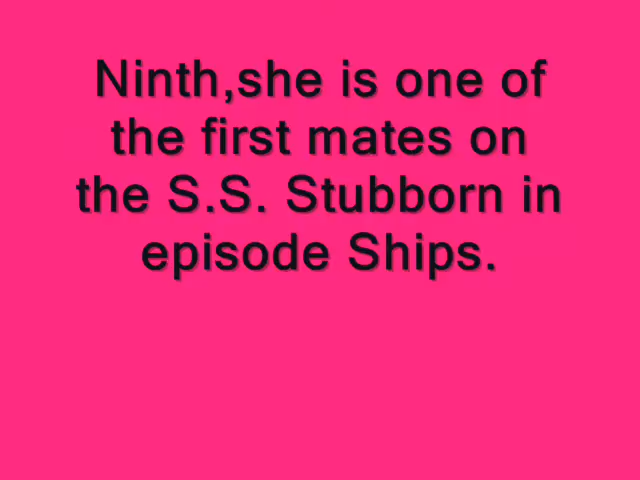 Ninth,she is one of
the first mates on
the S.S. Stubborn in
episode Ships.